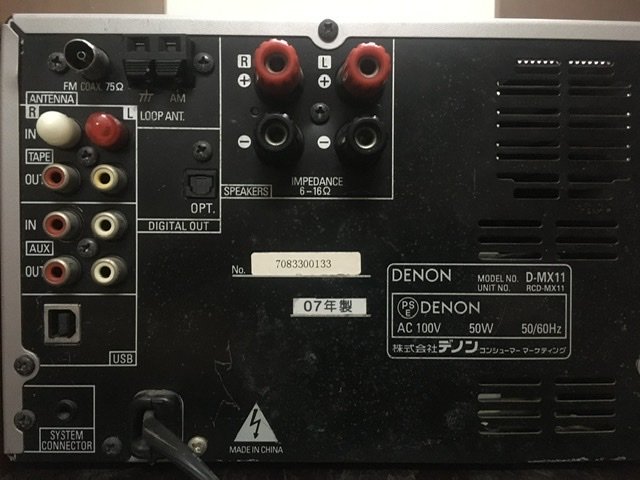 FM COAX. 75Ω
AM
ANTENNA
LOOP ANT.
R L
IN
TAPE
OUT
IN
AUX
OUT
USB
SYSTEM
CONNECTOR
OPT.
DIGITAL OUT
R L
⊕ ⊕
⊖ ⊖
SPEAKERS
IMPEDANCE
6–16Ω
No. 7083300133
07年製
DENON MODEL NO. D-MX11
UNIT NO. RCD-MX11
PS
E
DENON
AC 100V 50W 50/60Hz
株式会社 デノン コンシューマー マーケティング
MADE IN CHINA